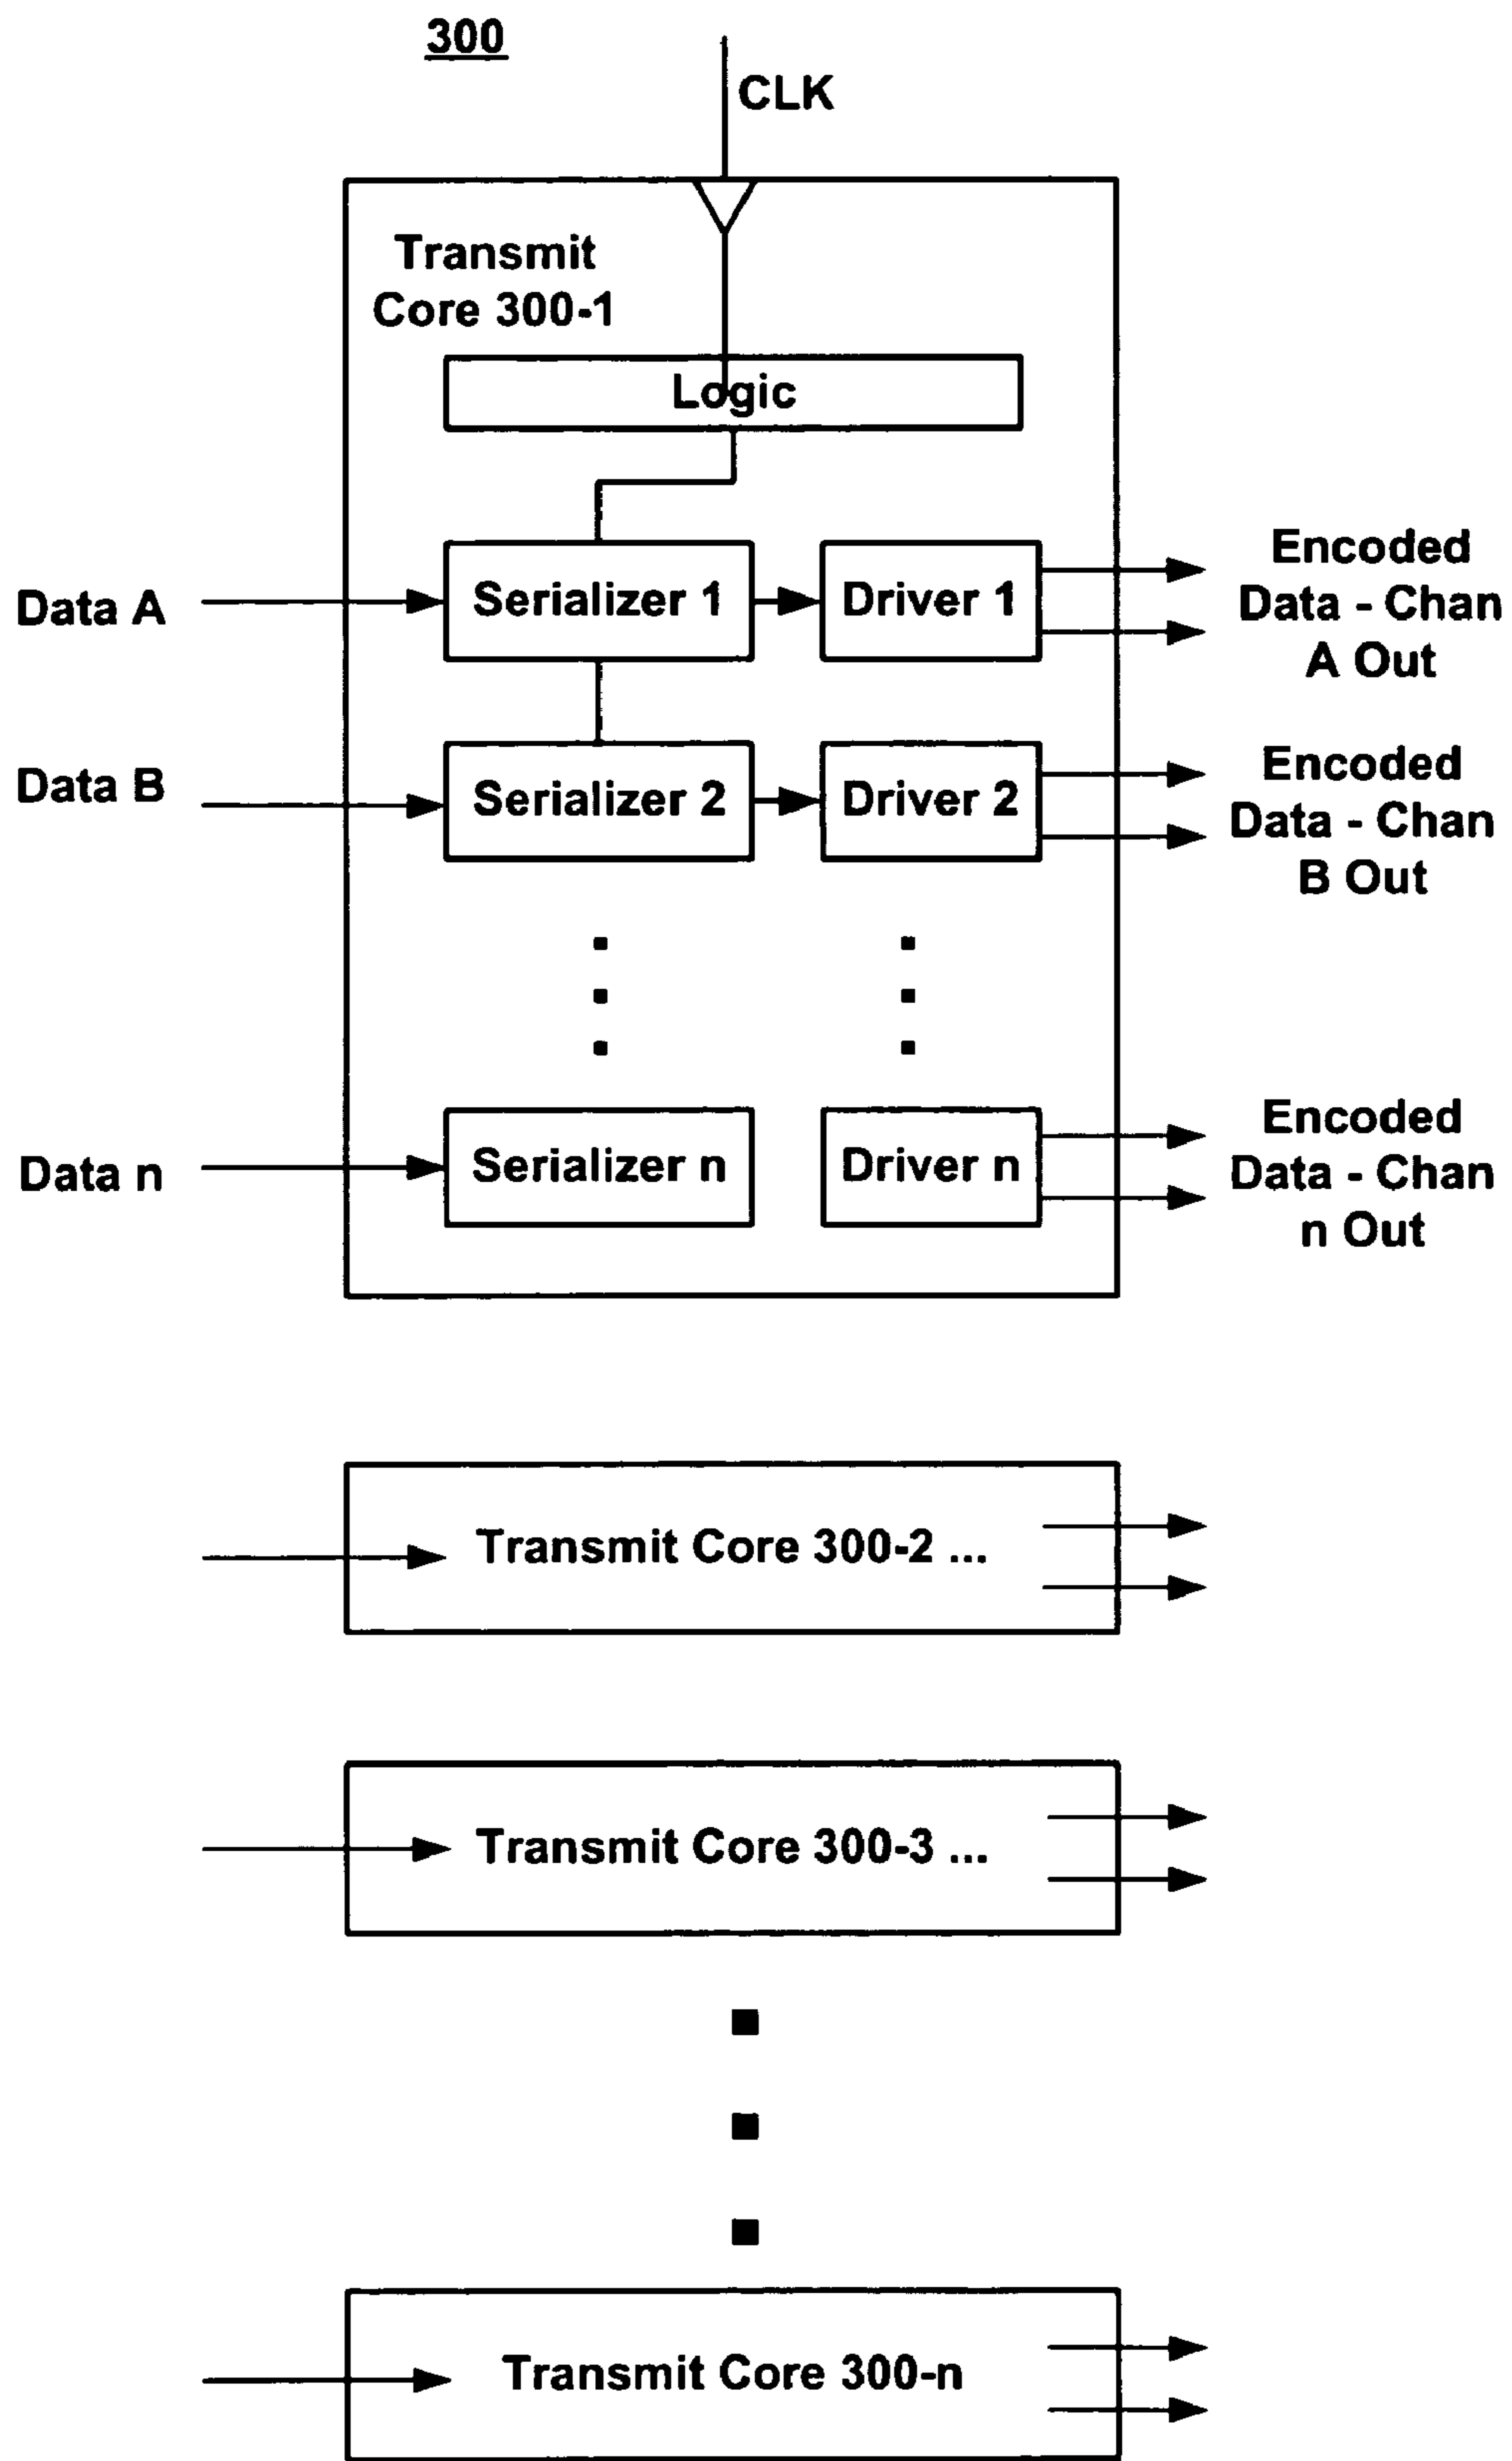 300
CLK
Transmit
Core 300-1
Logic
Data A
Serializer 1
Driver 1
Encoded
Data - Chan
A Out
Data B
Serializer 2
Driver 2
Encoded
Data - Chan
B Out
Data n
Serializer n
Driver n
Encoded
Data - Chan
n Out
Transmit Core 300-2 ...
Transmit Core 300-3 ...
Transmit Core 300-n